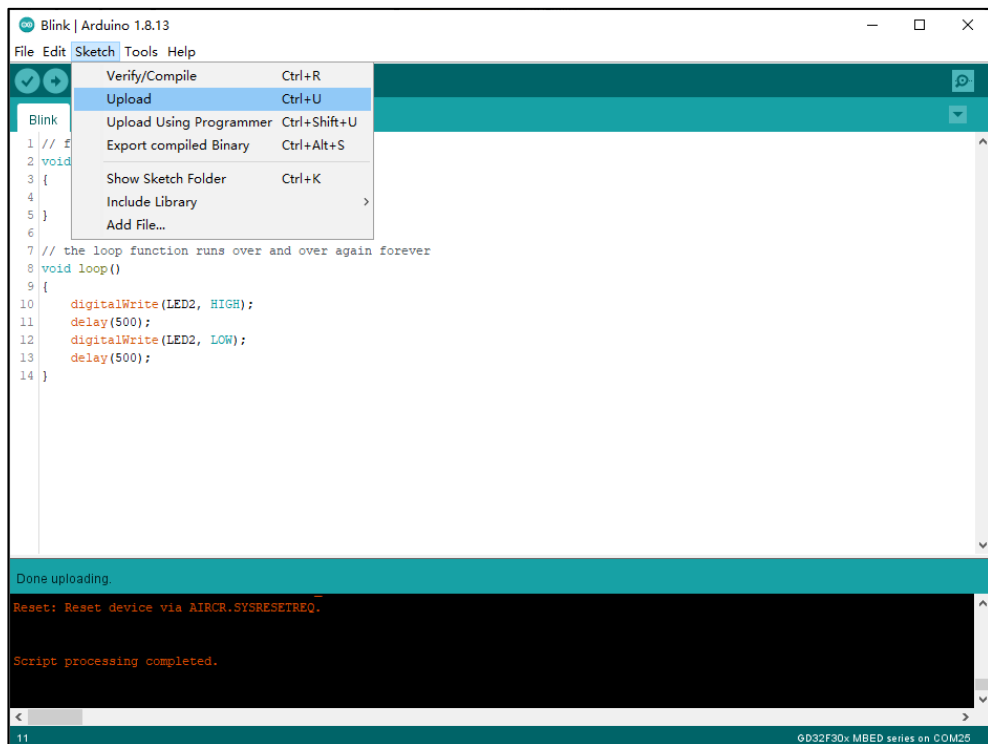 Blink | Arduino 1.8.13
File Edit Sketch Tools Help
Verify/Compile Ctrl+R
Upload Ctrl+U
Upload Using Programmer Ctrl+Shift+U
Export compiled Binary Ctrl+Alt+S
Show Sketch Folder Ctrl+K
Include Library
Add File...
Blink
1 // f
2 void
3 {
4
5 }
6
7 // the loop function runs over and over again forever
8 void loop()
9 {
10 digitalWrite(LED2, HIGH);
11 delay(500);
12 digitalWrite(LED2, LOW);
13 delay(500);
14 }
Done uploading.
Reset: Reset device via AIRCR.SYSRESETREQ.
Script processing completed.
11 GD32F30x MBED series on COM25